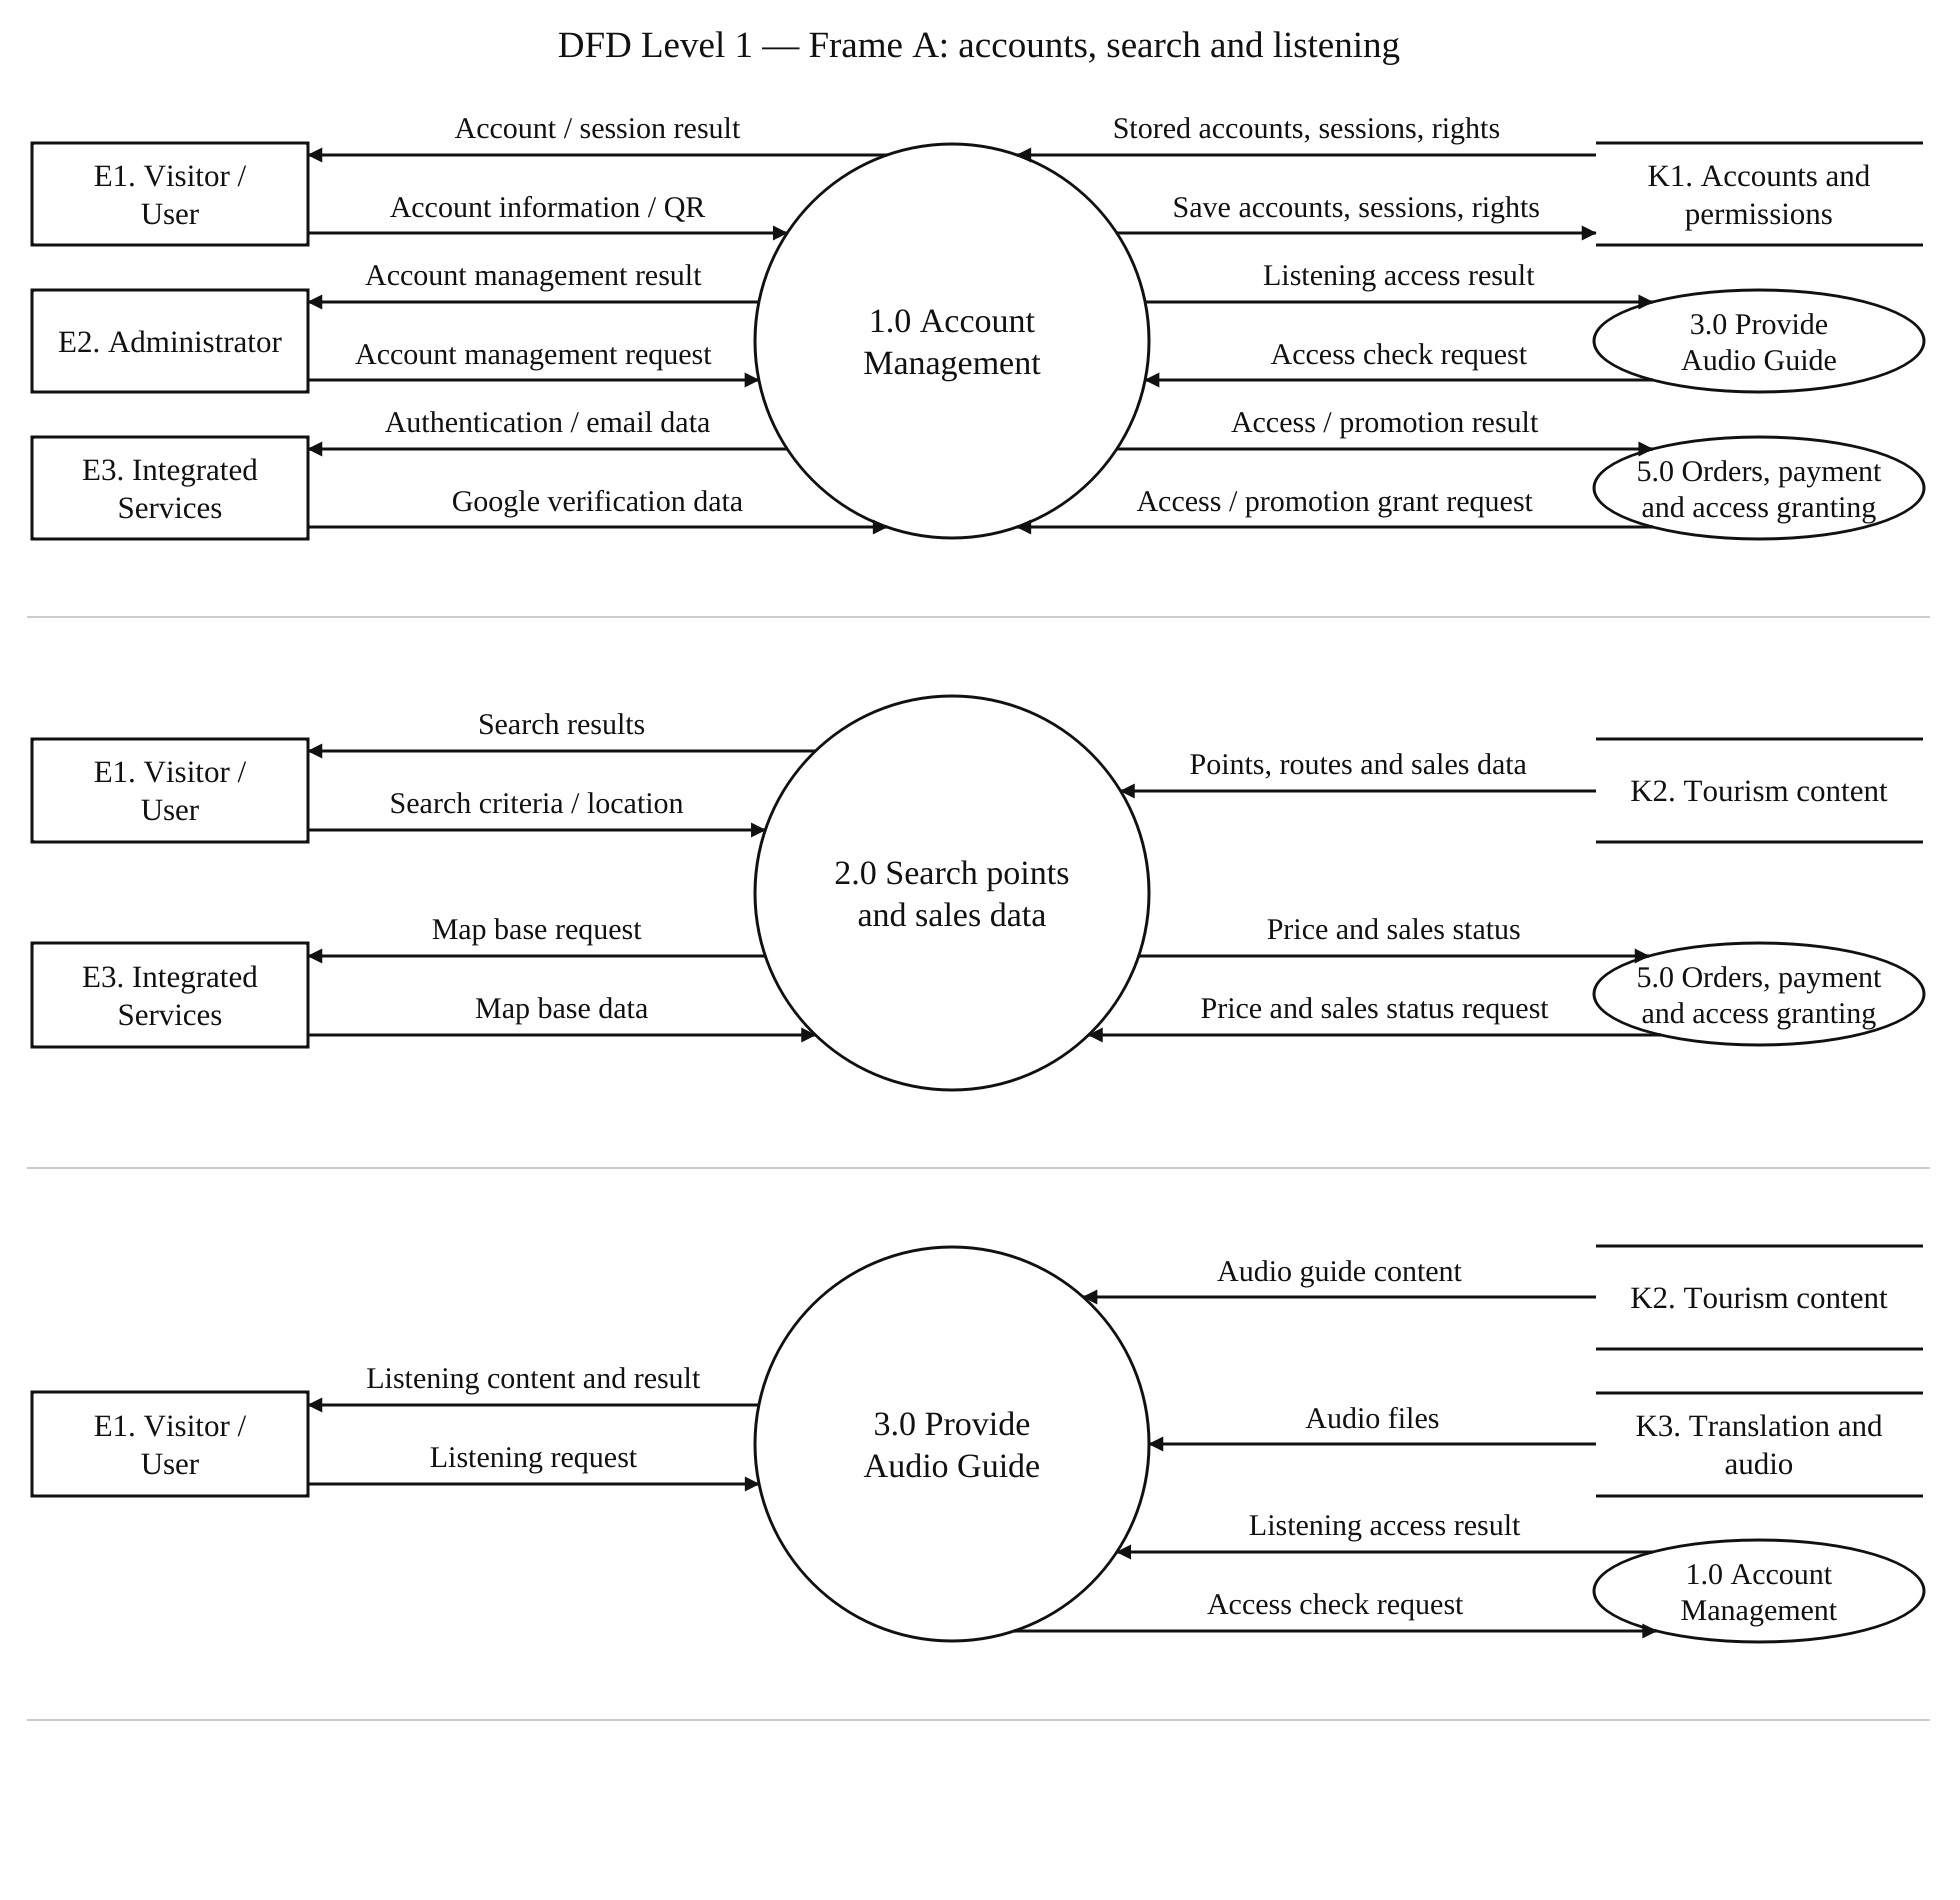 DFD Level 1 — Frame A: accounts, search and listening
Account / session result
Stored accounts, sessions, rights
E1. Visitor /
User
K1. Accounts and
permissions
Account information / QR
Save accounts, sessions, rights
Account management result
Listening access result
E2. Administrator
1.0 Account
Management
3.0 Provide
Audio Guide
Account management request
Access check request
Authentication / email data
Access / promotion result
E3. Integrated
Services
5.0 Orders, payment
and access granting
Google verification data
Access / promotion grant request
Search results
Points, routes and sales data
E1. Visitor /
User
K2. Tourism content
Search criteria / location
2.0 Search points
and sales data
Map base request
Price and sales status
E3. Integrated
Services
5.0 Orders, payment
and access granting
Map base data
Price and sales status request
Audio guide content
K2. Tourism content
Listening content and result
Audio files
E1. Visitor /
User
3.0 Provide
Audio Guide
K3. Translation and
audio
Listening request
Listening access result
1.0 Account
Management
Access check request